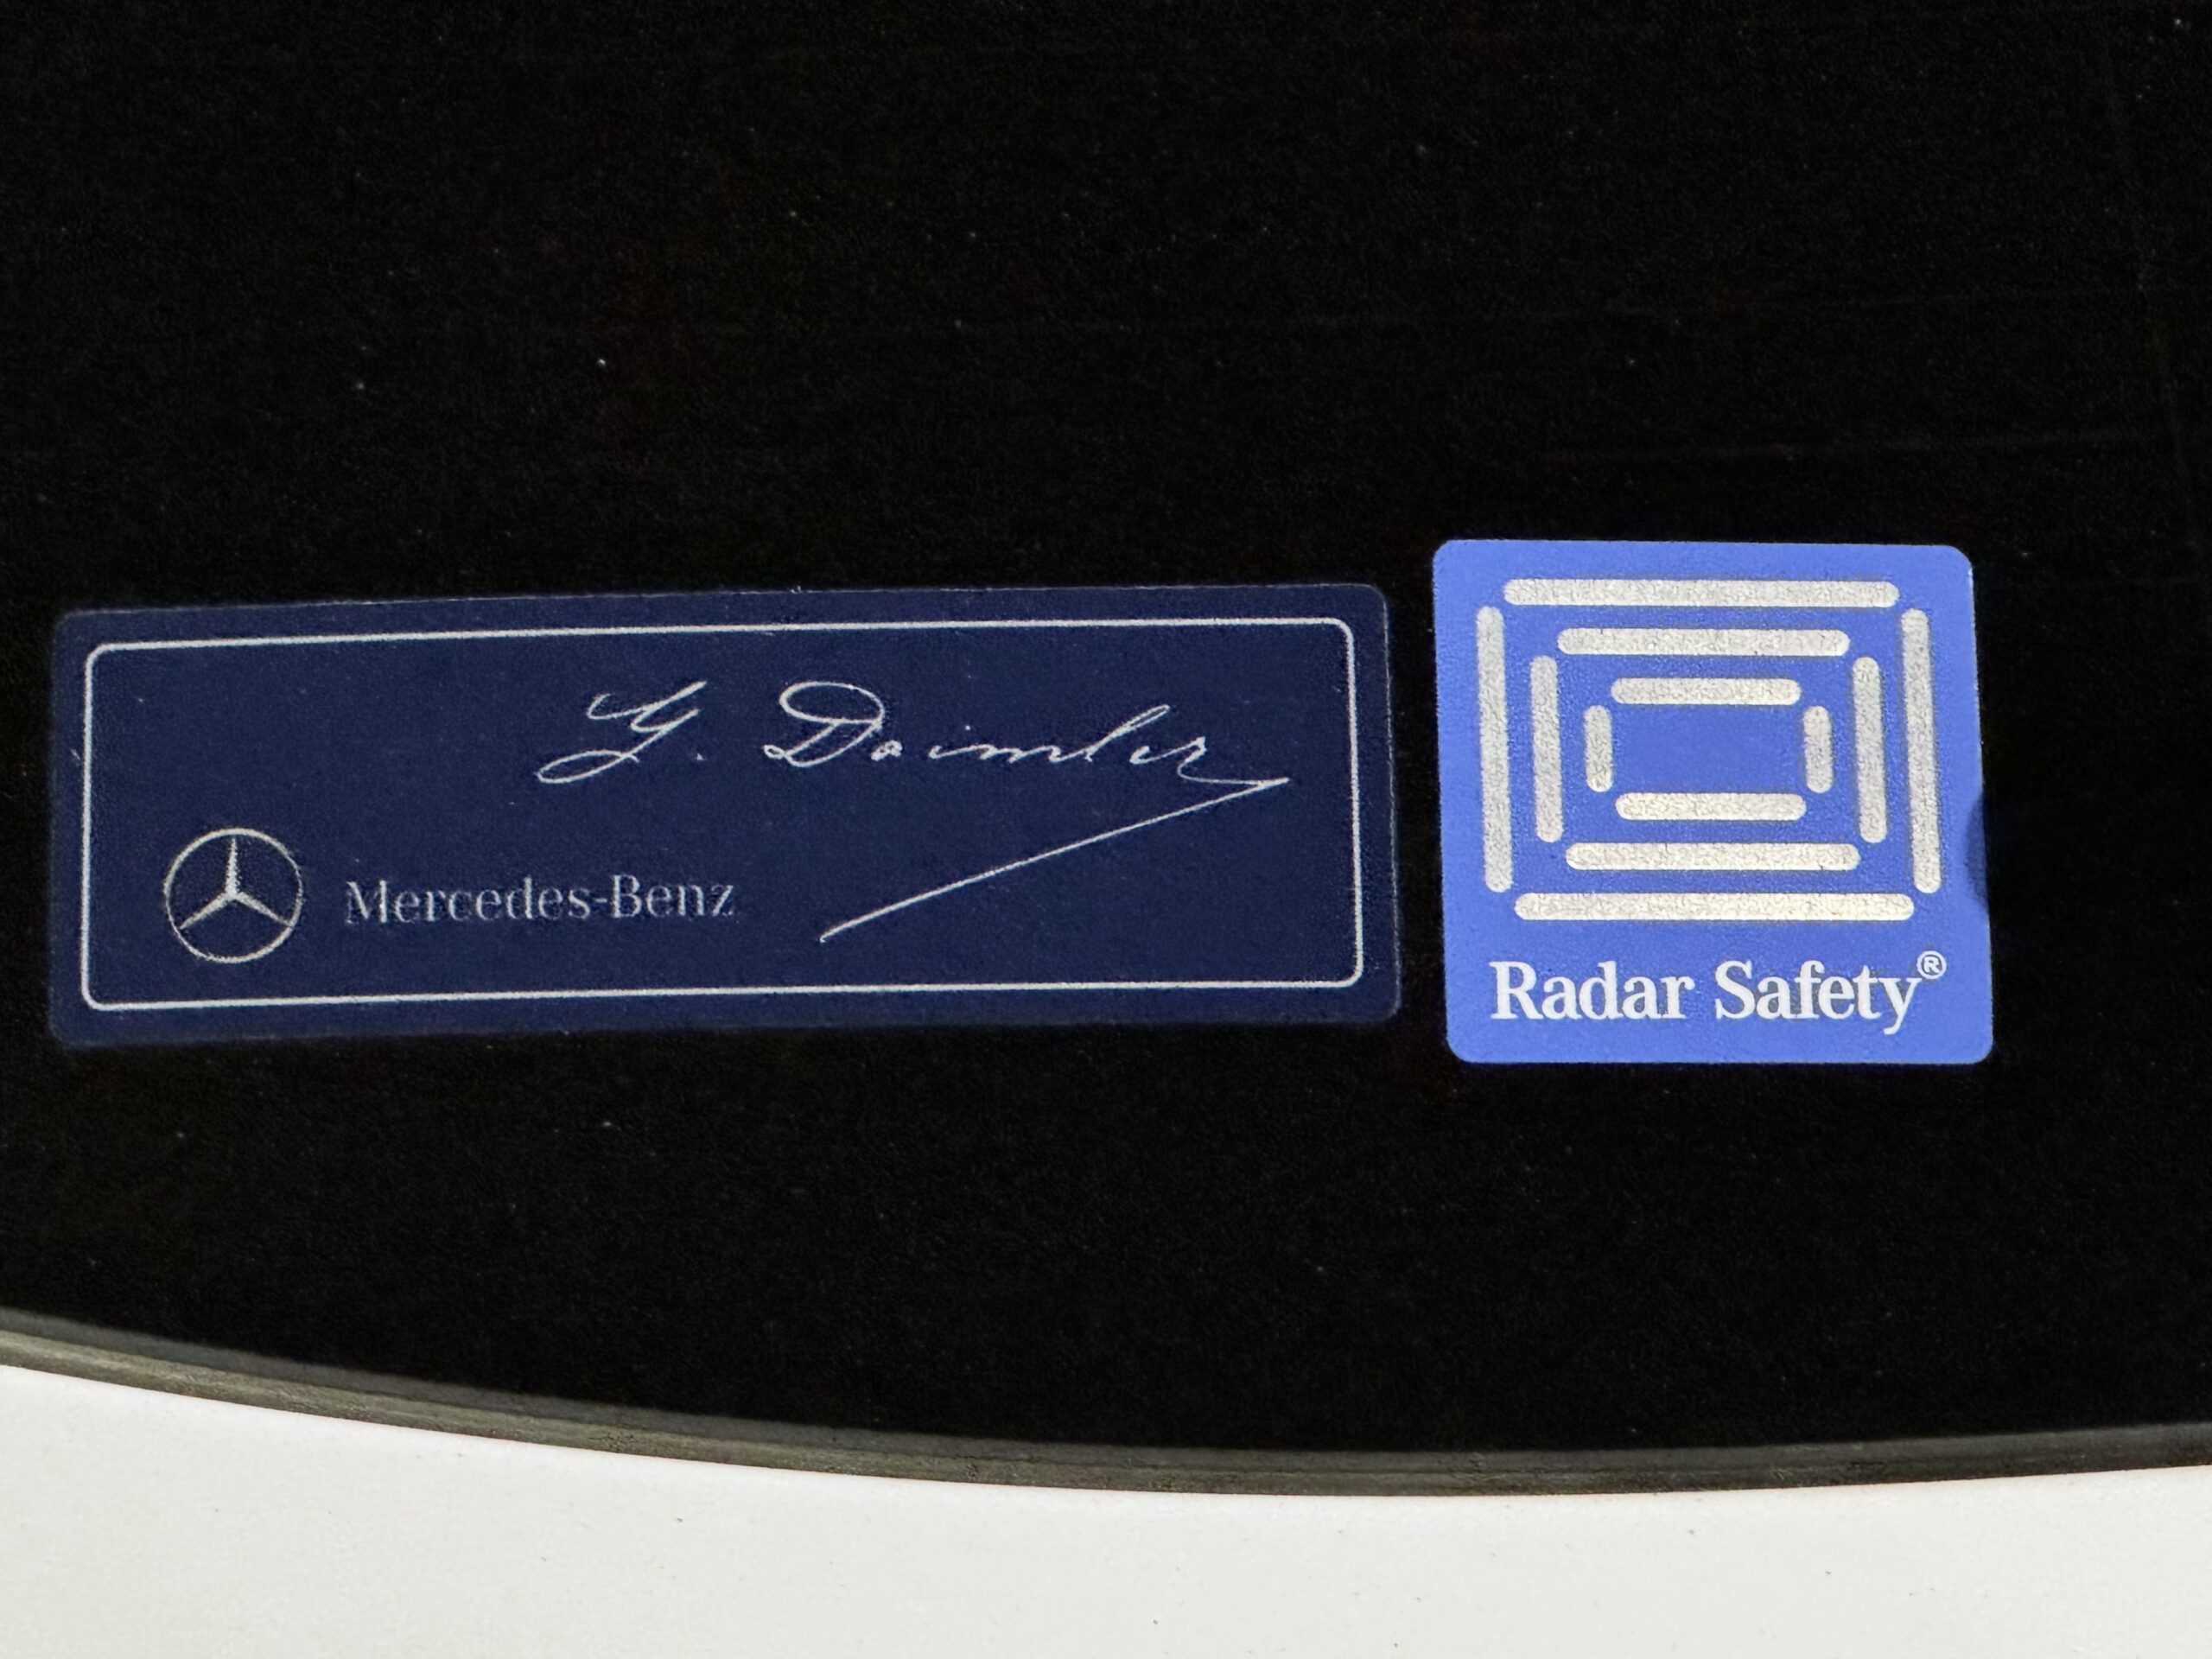 G. Daimler
Mercedes-Benz
Radar Safety®